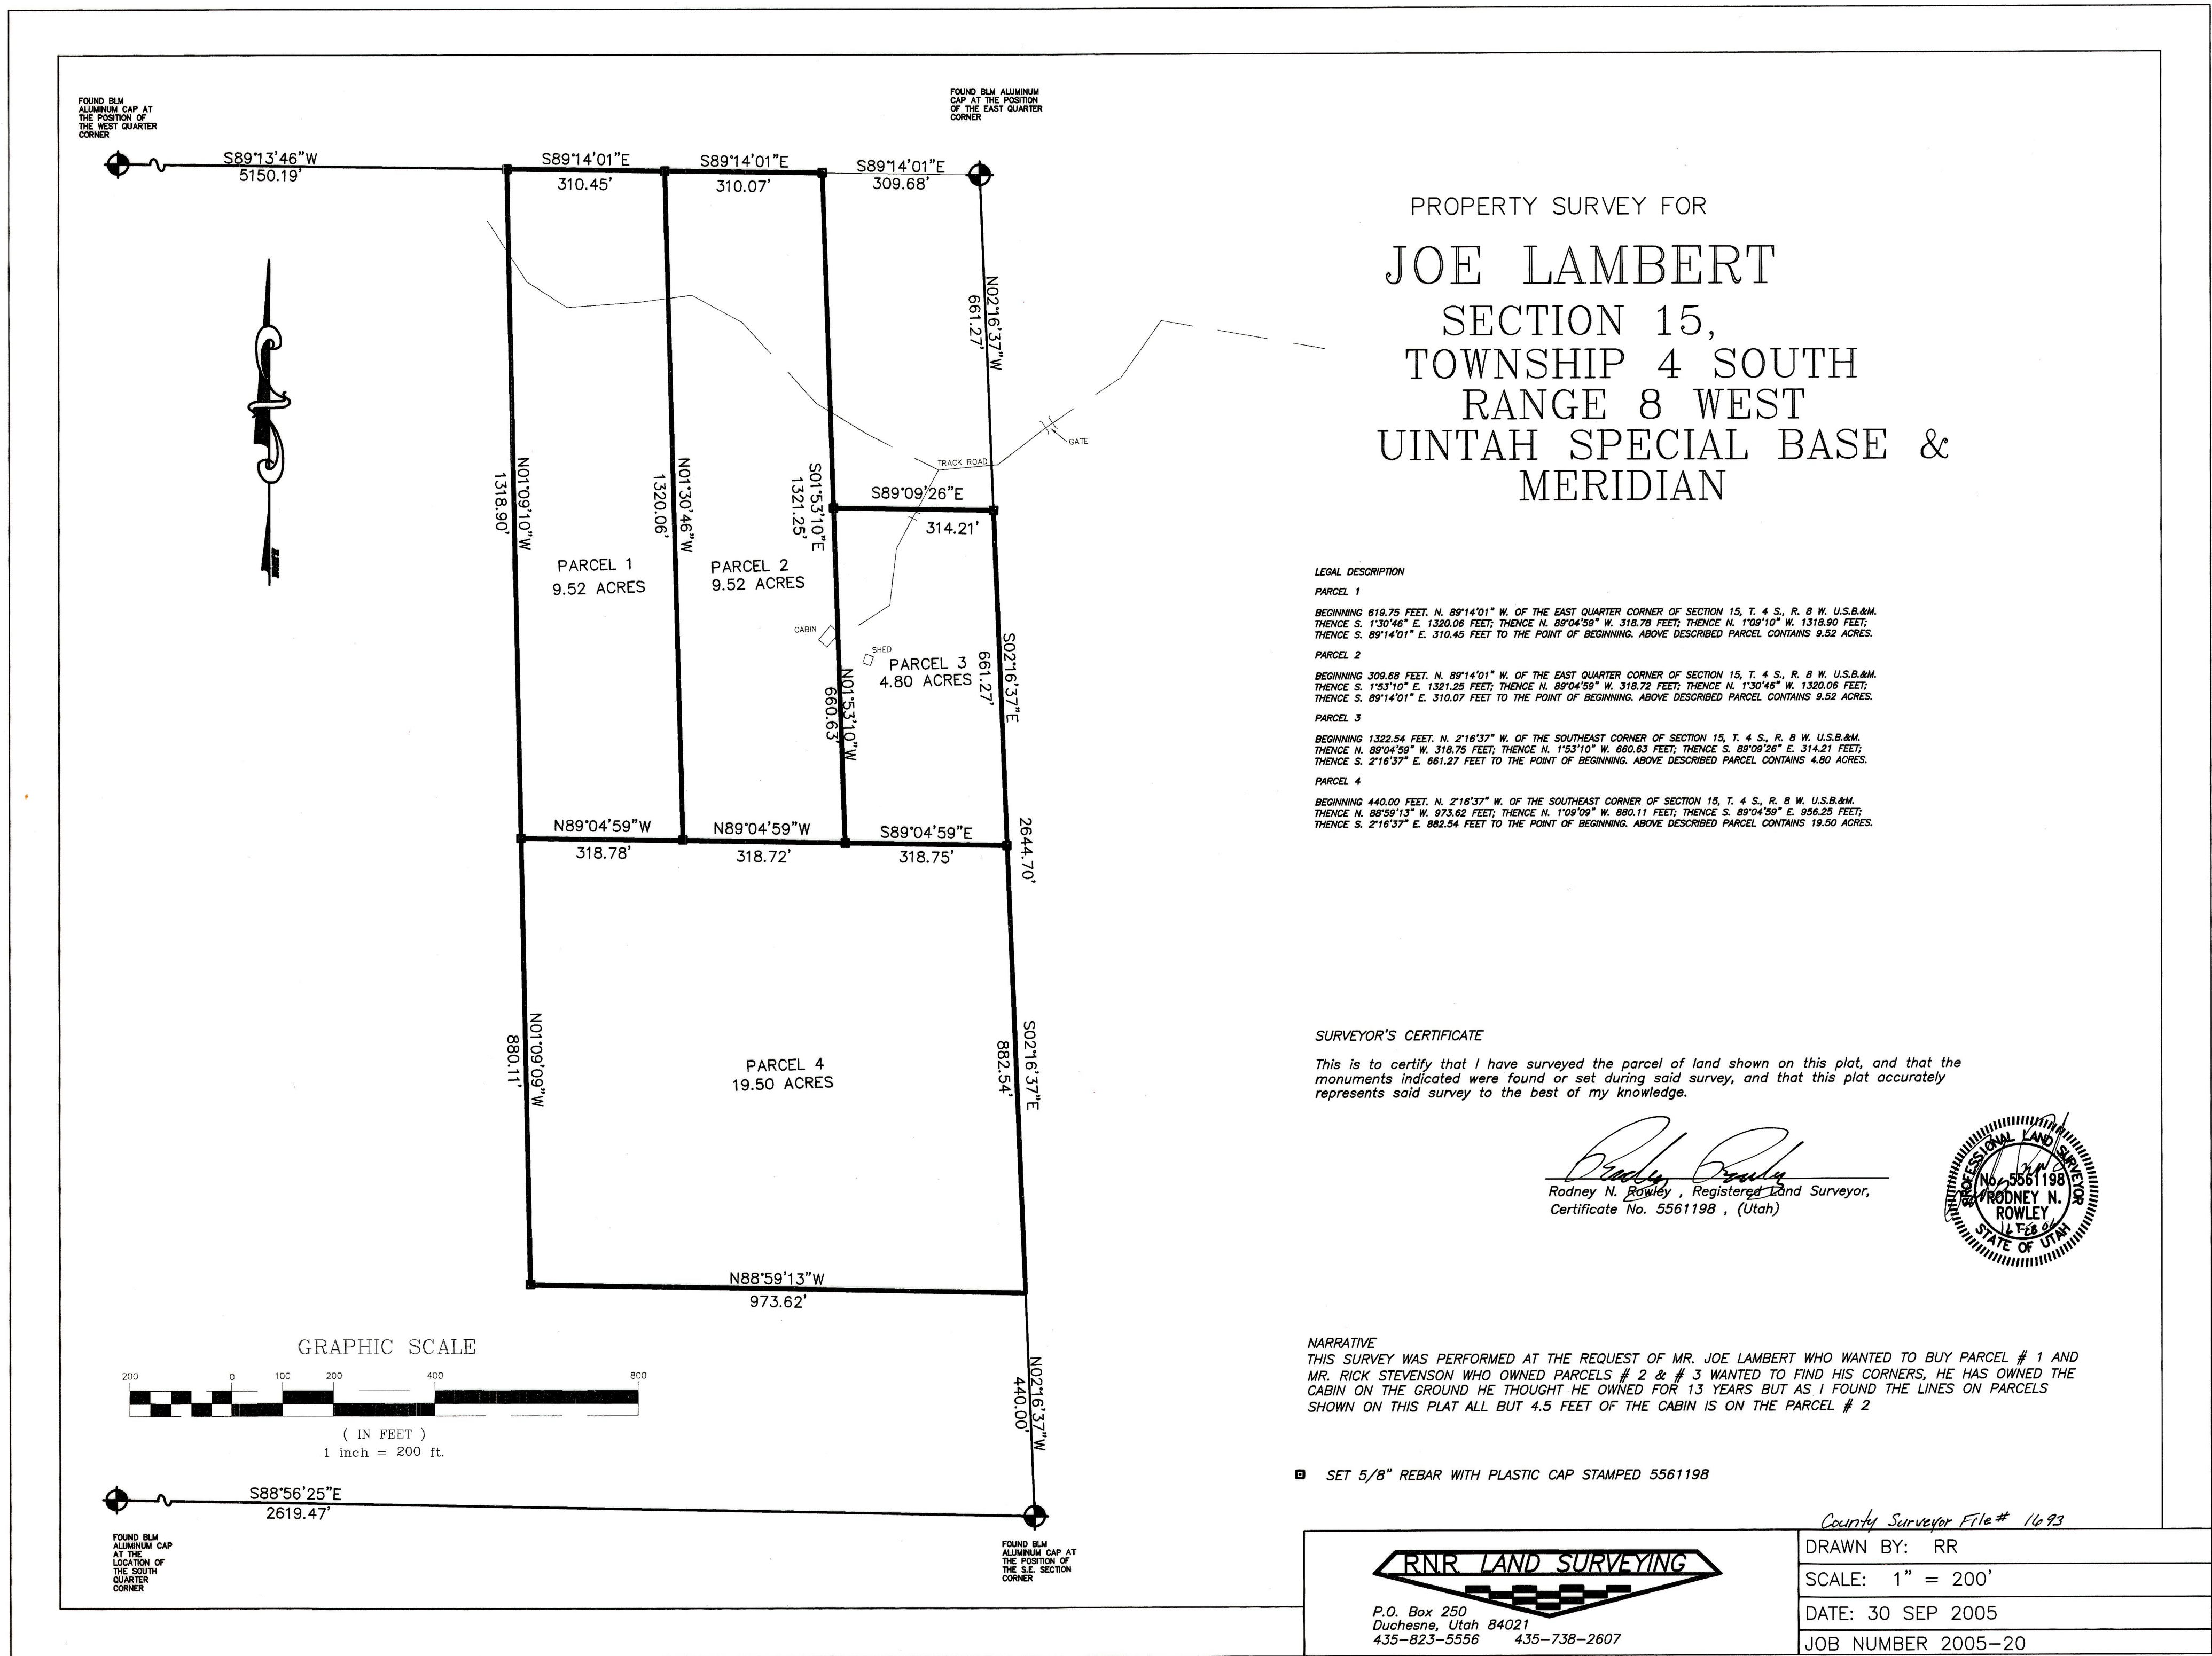 FOUND BLM
ALUMINUM CAP AT
THE POSITION OF
THE WEST QUARTER
CORNER
FOUND BLM ALUMINUM
CAP AT THE POSITION
OF THE EAST QUARTER
CORNER
S89°13'46"W
5150.19'
S89°14'01"E
310.45'
S89°14'01"E
310.07'
S89°14'01"E
309.68'
N02°16'37"W
661.27'
GATE
TRACK ROAD
N01°09'10"W
1318.90'
N01°30'46"W
1320.06'
S01°53'10"E
1321.25'
S89°09'26"E
314.21'
PARCEL 1
9.52 ACRES
PARCEL 2
9.52 ACRES
CABIN
SHED
PARCEL 3
4.80 ACRES
N01°53'10"W
660.63'
S02°16'37"E
661.27'
N89°04'59"W
318.78'
N89°04'59"W
318.72'
S89°04'59"E
318.75'
2644.70'
N01°09'09"W
880.11'
PARCEL 4
19.50 ACRES
S02°16'37"E
882.54'
N88°59'13"W
973.62'
N02°16'37"W
440.00'
GRAPHIC SCALE
200 0 100 200 400 800
( IN FEET )
1 inch = 200 ft.
S88°56'25"E
2619.47'
FOUND BLM
ALUMINUM CAP
AT THE
LOCATION OF
THE SOUTH
QUARTER
CORNER
FOUND BLM
ALUMINUM CAP AT
THE POSITION OF
THE S.E. SECTION
CORNER
PROPERTY SURVEY FOR
JOE LAMBERT
SECTION 15,
TOWNSHIP 4 SOUTH
RANGE 8 WEST
UINTAH SPECIAL BASE &
MERIDIAN
LEGAL DESCRIPTION
PARCEL 1
BEGINNING 619.75 FEET. N. 89°14'01" W. OF THE EAST QUARTER CORNER OF SECTION 15, T. 4 S., R. 8 W. U.S.B.&M.
THENCE S. 1°30'46" E. 1320.06 FEET; THENCE N. 89°04'59" W. 318.78 FEET; THENCE N. 1°09'10" W. 1318.90 FEET;
THENCE S. 89°14'01" E. 310.45 FEET TO THE POINT OF BEGINNING. ABOVE DESCRIBED PARCEL CONTAINS 9.52 ACRES.
PARCEL 2
BEGINNING 309.68 FEET. N. 89°14'01" W. OF THE EAST QUARTER CORNER OF SECTION 15, T. 4 S., R. 8 W. U.S.B.&M.
THENCE S. 1°53'10" E. 1321.25 FEET; THENCE N. 89°04'59" W. 318.72 FEET; THENCE N. 1°30'46" W. 1320.06 FEET;
THENCE S. 89°14'01" E. 310.07 FEET TO THE POINT OF BEGINNING. ABOVE DESCRIBED PARCEL CONTAINS 9.52 ACRES.
PARCEL 3
BEGINNING 1322.54 FEET. N. 2°16'37" W. OF THE SOUTHEAST CORNER OF SECTION 15, T. 4 S., R. 8 W. U.S.B.&M.
THENCE N. 89°04'59" W. 318.75 FEET; THENCE N. 1°53'10" W. 660.63 FEET; THENCE S. 89°09'26" E. 314.21 FEET;
THENCE S. 2°16'37" E. 661.27 FEET TO THE POINT OF BEGINNING. ABOVE DESCRIBED PARCEL CONTAINS 4.80 ACRES.
PARCEL 4
BEGINNING 440.00 FEET. N. 2°16'37" W. OF THE SOUTHEAST CORNER OF SECTION 15, T. 4 S., R. 8 W. U.S.B.&M.
THENCE N. 88°59'13" W. 973.62 FEET; THENCE N. 1°09'09" W. 880.11 FEET; THENCE S. 89°04'59" E. 956.25 FEET;
THENCE S. 2°16'37" E. 882.54 FEET TO THE POINT OF BEGINNING. ABOVE DESCRIBED PARCEL CONTAINS 19.50 ACRES.
SURVEYOR'S CERTIFICATE
This is to certify that I have surveyed the parcel of land shown on this plat, and that the
monuments indicated were found or set during said survey, and that this plat accurately
represents said survey to the best of my knowledge.
Rodney N. Rowley , Registered Land Surveyor,
Certificate No. 5561198 , (Utah)
PROFESSIONAL LAND SURVEYOR
No. 5561198
RODNEY N.
ROWLEY
STATE OF UTAH
NARRATIVE
THIS SURVEY WAS PERFORMED AT THE REQUEST OF MR. JOE LAMBERT WHO WANTED TO BUY PARCEL # 1 AND
MR. RICK STEVENSON WHO OWNED PARCELS # 2 & # 3 WANTED TO FIND HIS CORNERS, HE HAS OWNED THE
CABIN ON THE GROUND HE THOUGHT HE OWNED FOR 13 YEARS BUT AS I FOUND THE LINES ON PARCELS
SHOWN ON THIS PLAT ALL BUT 4.5 FEET OF THE CABIN IS ON THE PARCEL # 2
SET 5/8" REBAR WITH PLASTIC CAP STAMPED 5561198
County Surveyor File# 1693
R.N.R. LAND SURVEYING
P.O. Box 250
Duchesne, Utah 84021
435-823-5556 435-738-2607
DRAWN BY: RR
SCALE: 1" = 200'
DATE: 30 SEP 2005
JOB NUMBER 2005-20